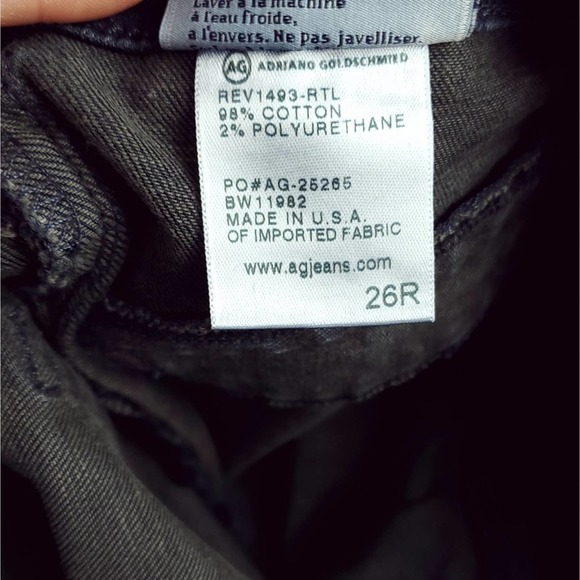 Laver à la machine
à l'eau froide,
à l'envers. Ne pas javelliser.
AG ADRIANO GOLDSCHMIED
REV1493-RTL
98% COTTON
2% POLYURETHANE
PO#AG-25265
BW11982
MADE IN U.S.A.
OF IMPORTED FABRIC
www.agjeans.com
26R